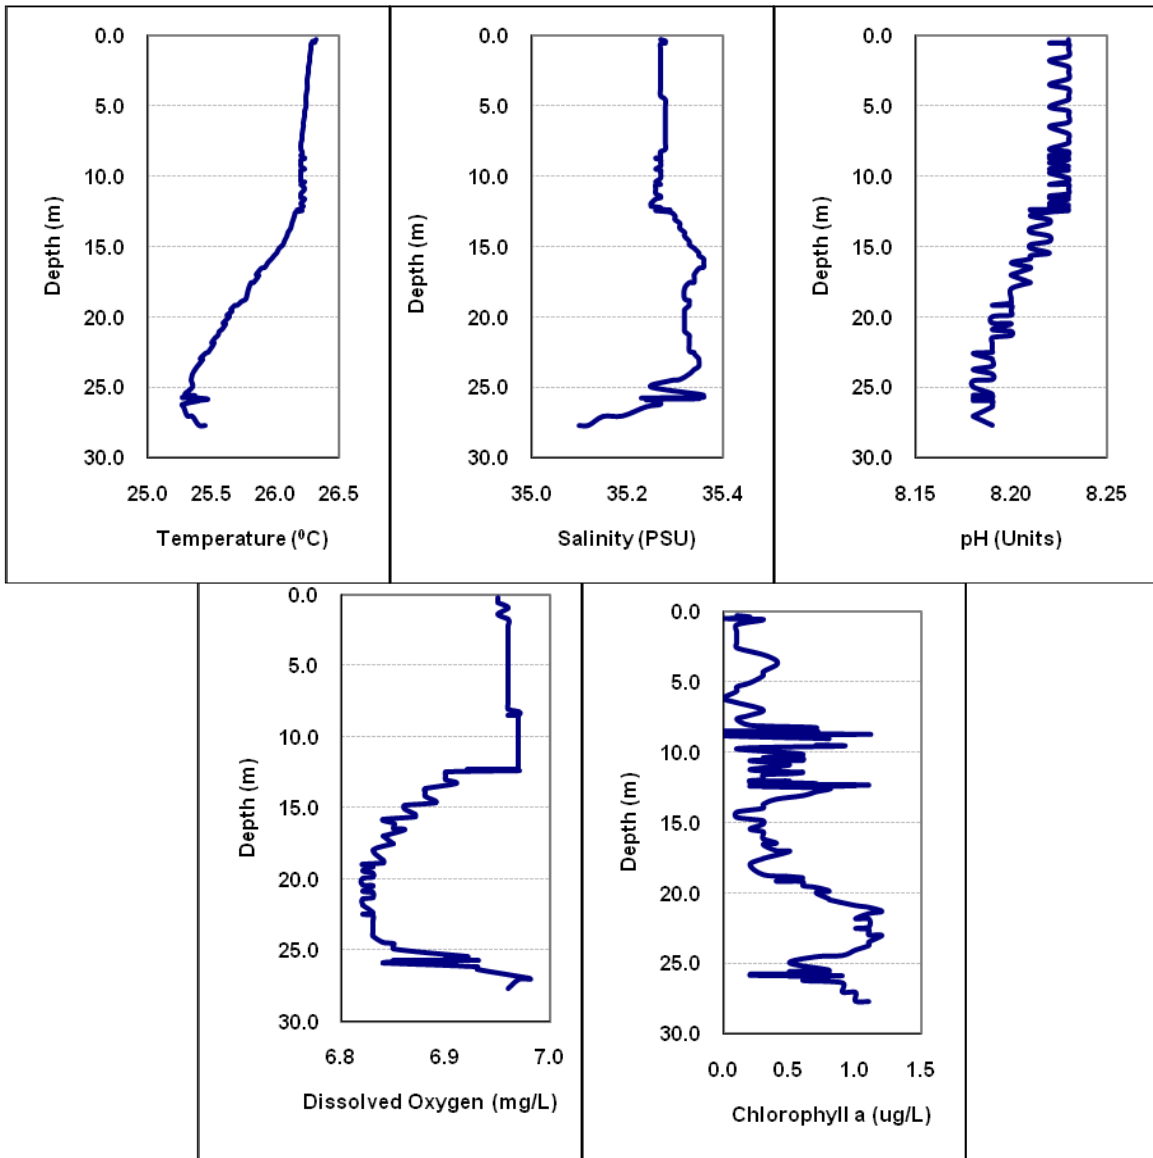 0.0
5.0
10.0
15.0
20.0
25.0
30.0
Depth (m)
25.0 25.5 26.0 26.5
Temperature (⁰C)
0.0
5.0
10.0
15.0
20.0
25.0
30.0
Depth (m)
35.0 35.2 35.4
Salinity (PSU)
0.0
5.0
10.0
15.0
20.0
25.0
30.0
Depth (m)
8.15 8.20 8.25
pH (Units)
0.0
5.0
10.0
15.0
20.0
25.0
30.0
Depth (m)
6.8 6.9 7.0
Dissolved Oxygen (mg/L)
0.0
5.0
10.0
15.0
20.0
25.0
30.0
Depth (m)
0.0 0.5 1.0 1.5
Chlorophyll a (ug/L)